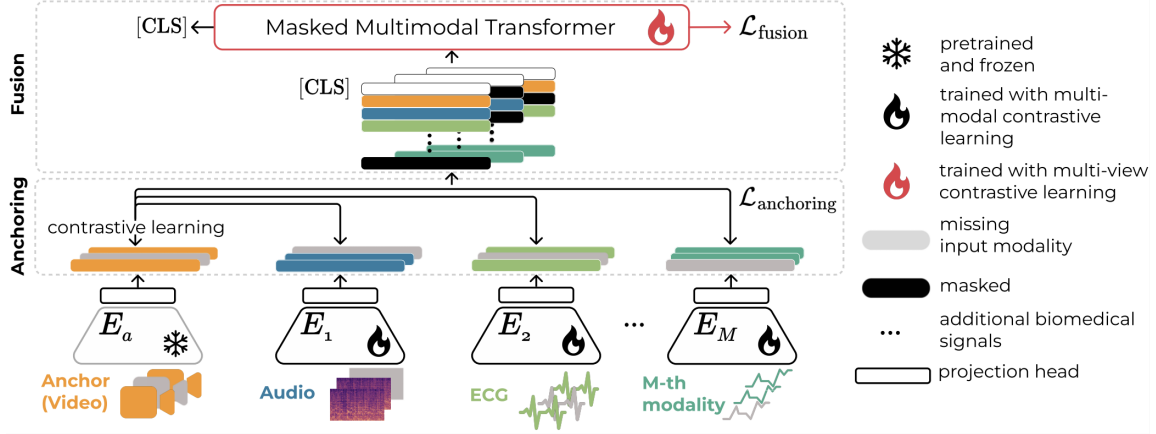 Fusion
[CLS]
Masked Multimodal Transformer
ℒfusion
[CLS]
Anchoring
ℒanchoring
contrastive learning
Eₐ
E₁
E₂
...
E_M
Anchor
(Video)
Audio
ECG
M-th
modality
pretrained
and frozen
trained with multi-
modal contrastive
learning
trained with multi-view
contrastive learning
missing
input modality
masked
...
additional biomedical
signals
projection head